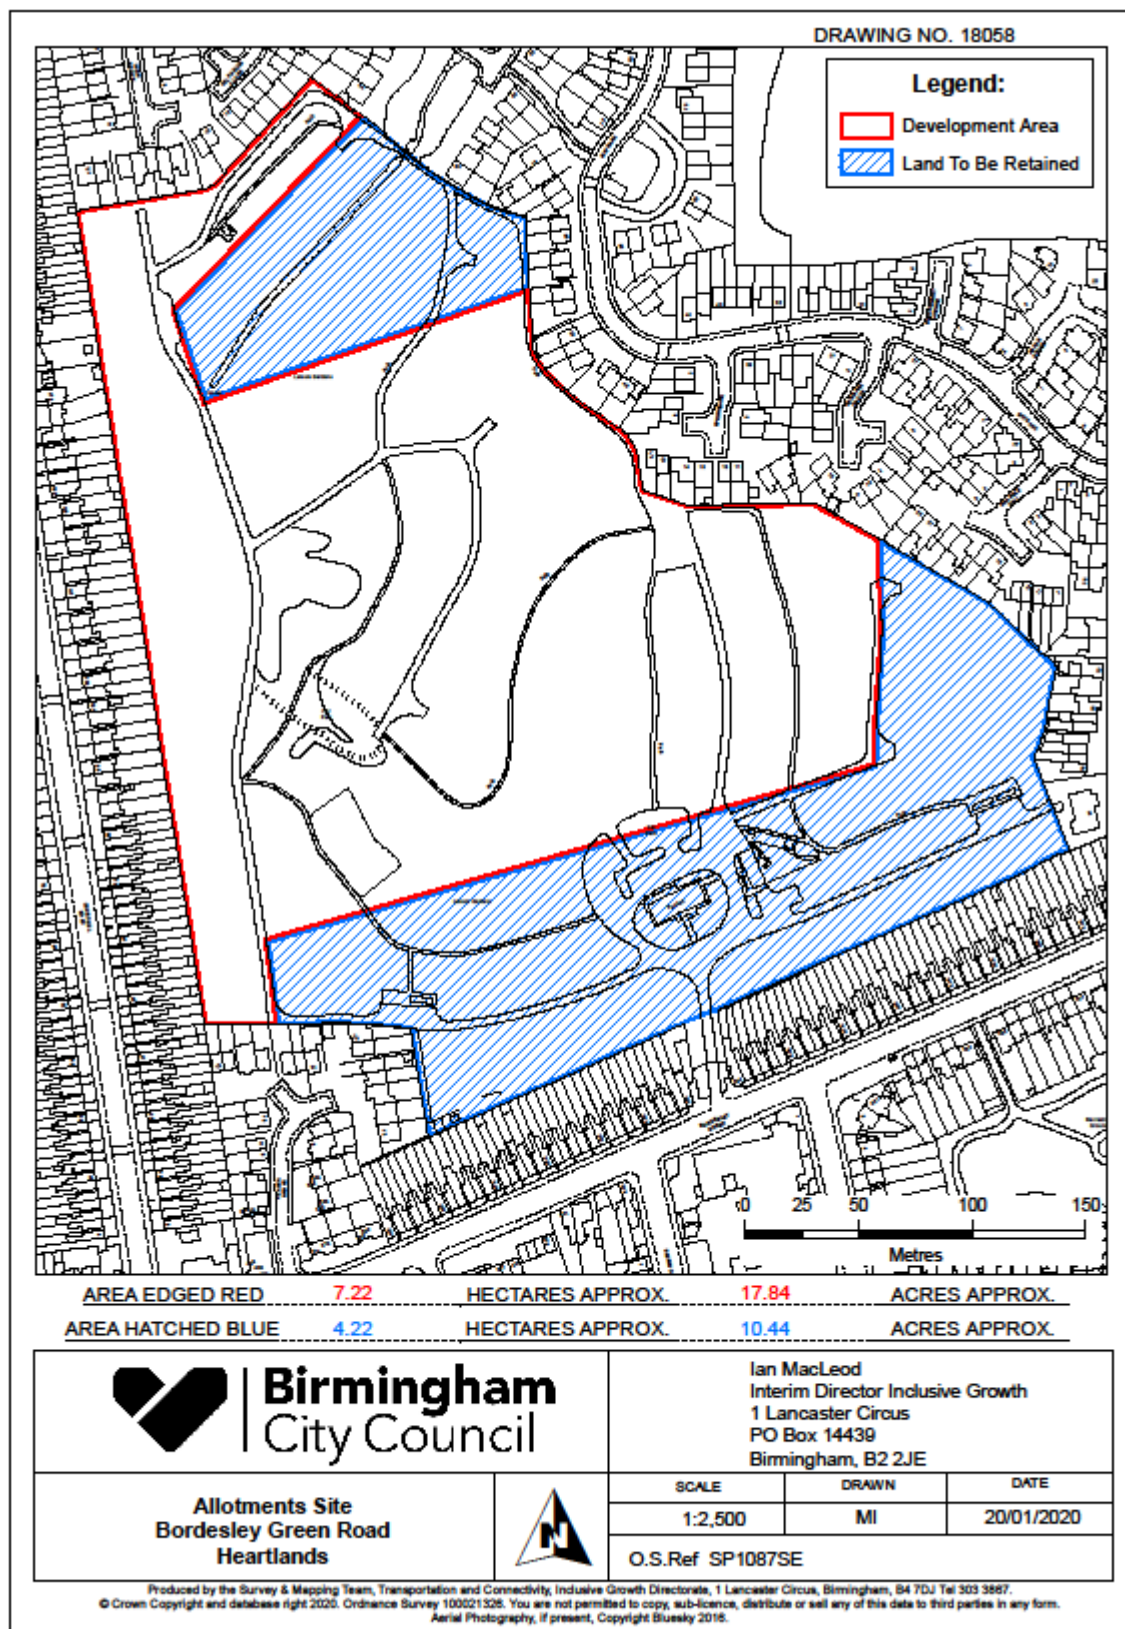 DRAWING NO. 18058
Legend:
Development Area
Land To Be Retained
0 25 50 100 150
Metres
AREA EDGED RED 7.22 HECTARES APPROX. 17.84 ACRES APPROX.
AREA HATCHED BLUE 4.22 HECTARES APPROX. 10.44 ACRES APPROX.
Birmingham
City Council
Ian MacLeod
Interim Director Inclusive Growth
1 Lancaster Circus
PO Box 14439
Birmingham, B2 2JE
Allotments Site
Bordesley Green Road
Heartlands
N
SCALE DRAWN DATE
1:2,500 MI 20/01/2020
O.S.Ref SP1087SE
Produced by the Survey & Mapping Team, Transportation and Connectivity, Inclusive Growth Directorate, 1 Lancaster Circus, Birmingham, B4 7DJ Tel 303 3867.
© Crown Copyright and database right 2020. Ordnance Survey 100021326. You are not permitted to copy, sub-licence, distribute or sell any of this data to third parties in any form.
Aerial Photography, if present, Copyright Bluesky 2016.